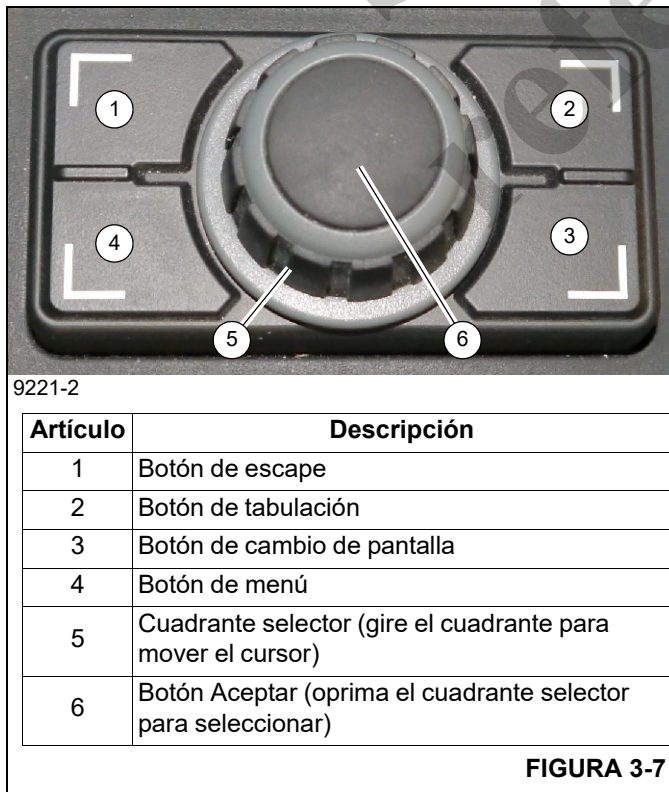 1
2
4
3
5
6
9221-2
Artículo Descripción
1 Botón de escape
2 Botón de tabulación
3 Botón de cambio de pantalla
4 Botón de menú
5 Cuadrante selector (gire el cuadrante para
mover el cursor)
6 Botón Aceptar (oprima el cuadrante selector
para seleccionar)
FIGURA 3-7